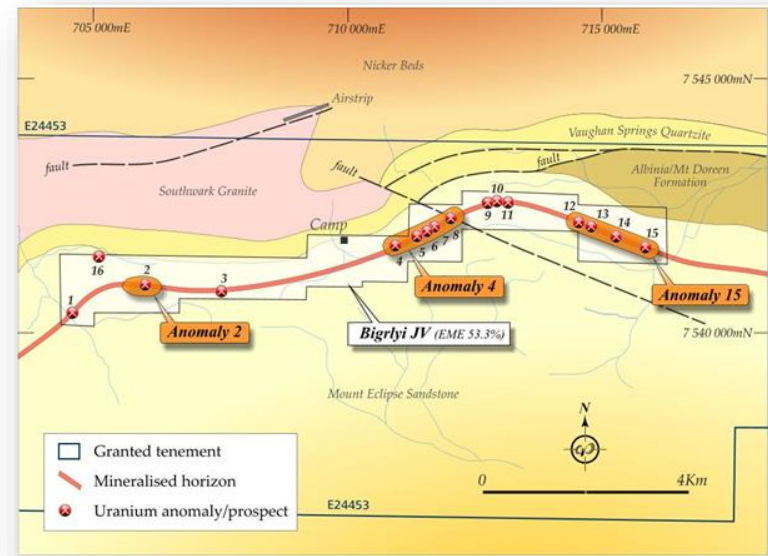 705 000mE
710 000mE
715 000mE
Nicker Beds
7 545 000mN
Airstrip
E24453
Vaughan Springs Quartzite
fault
fault
fault
Albinia/Mt Doreen
Formation
Southwark Granite
Camp
10
9
11
12
13
14
15
8
7
6
5
4
16
2
3
1
Anomaly 4
Anomaly 15
Anomaly 2
Bigrlyi JV (EME 53.3%)
7 540 000mN
Mount Eclipse Sandstone
N
Granted tenement
Mineralised horizon
Uranium anomaly/prospect
0
4Km
E24453